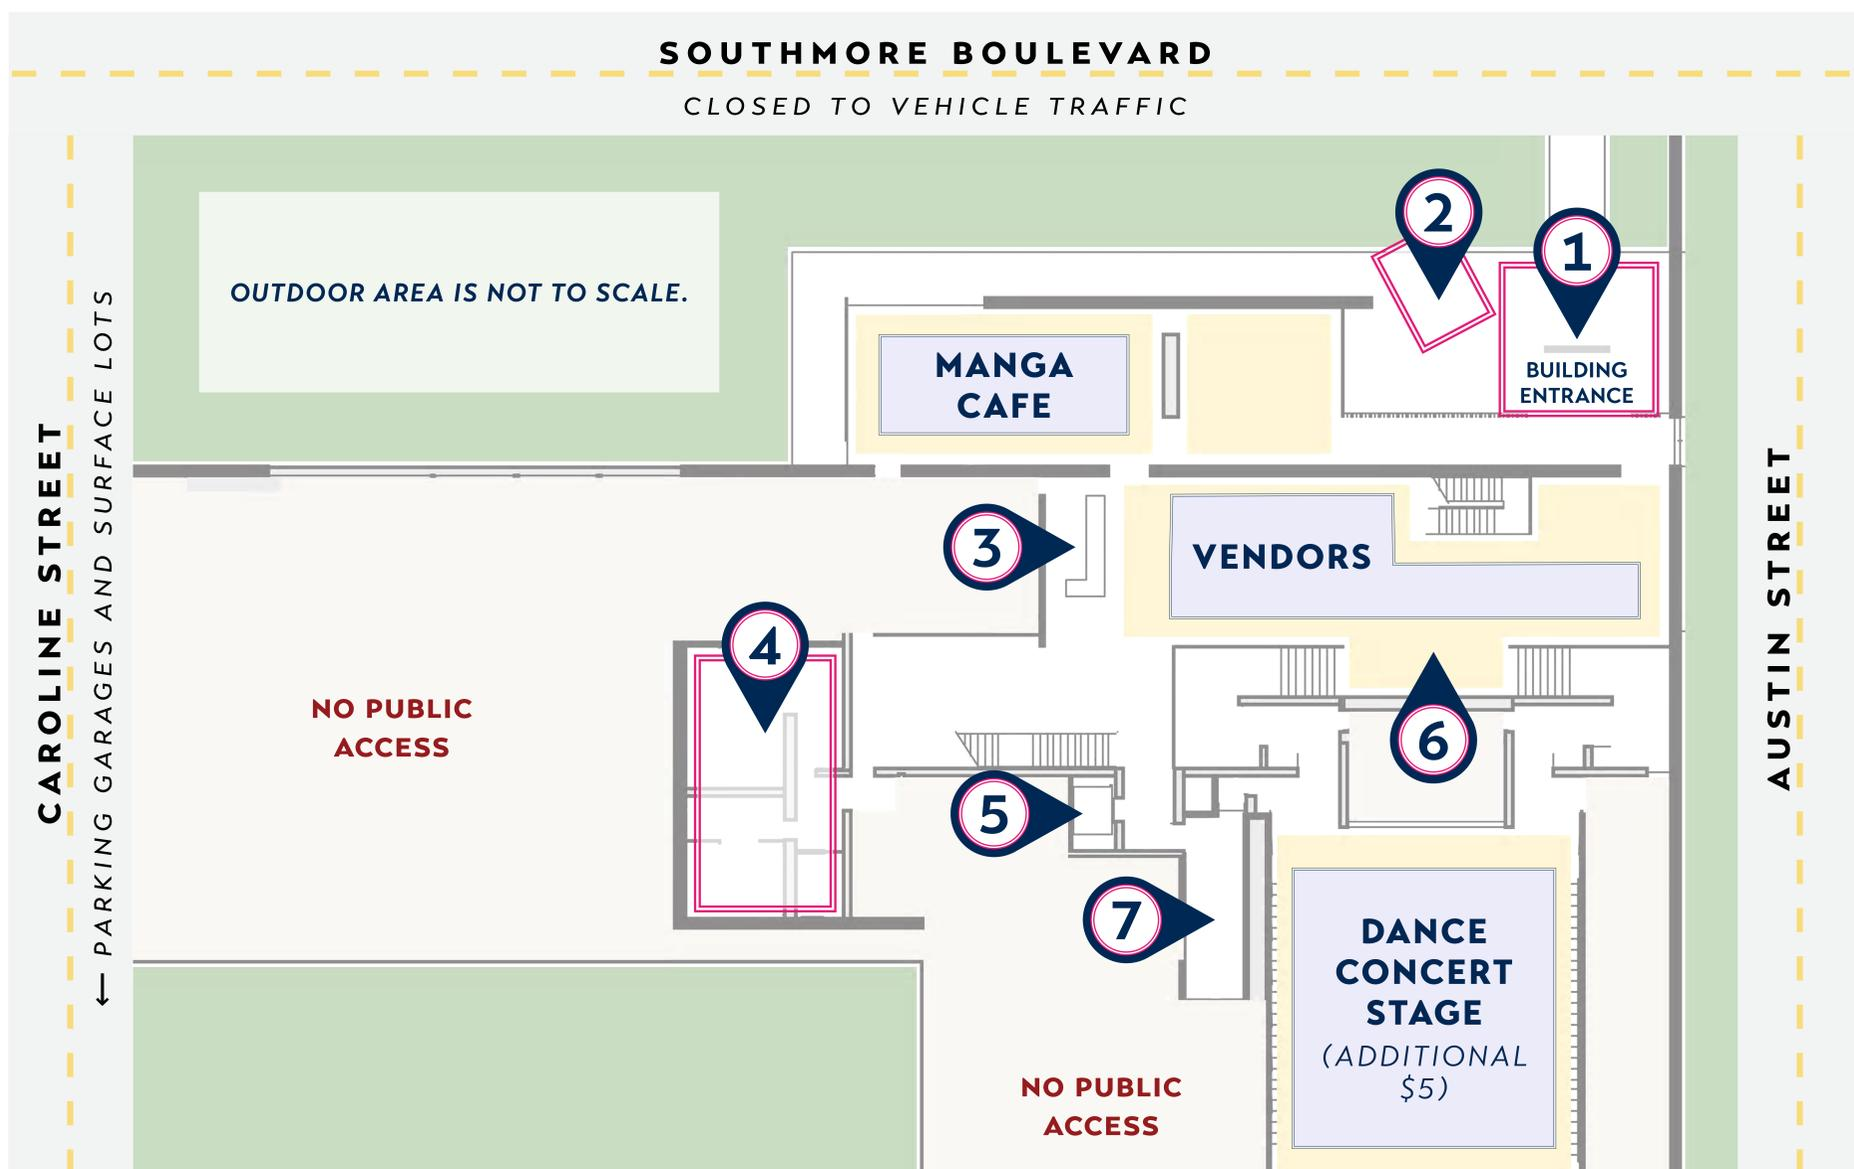 SOUTHMORE BOULEVARD
CLOSED TO VEHICLE TRAFFIC
CAROLINE STREET
← PARKING GARAGES AND SURFACE LOTS
OUTDOOR AREA IS NOT TO SCALE.
2
1
BUILDING
ENTRANCE
MANGA
CAFE
3
VENDORS
AUSTIN STREET
4
NO PUBLIC
ACCESS
6
5
7
DANCE
CONCERT
STAGE
(ADDITIONAL
$5)
NO PUBLIC
ACCESS